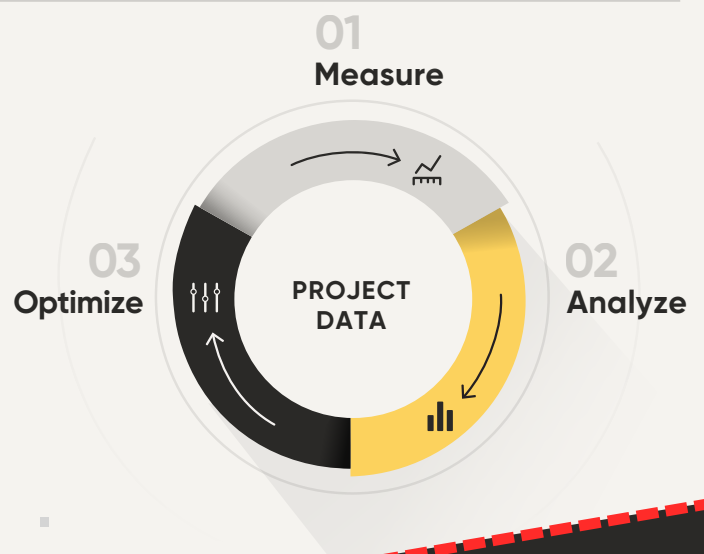 01
Measure
03
Optimize
PROJECT
DATA
02
Analyze